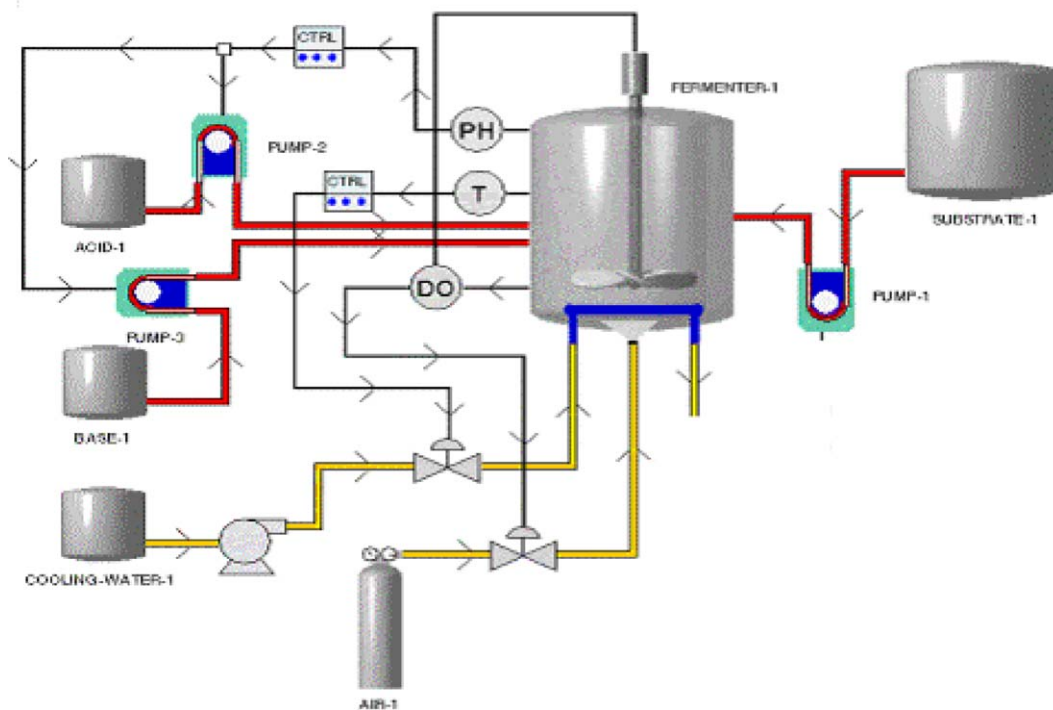 CTRL
FERMENTER-1
PH
PUMP-2
CTRL
T
ACID-1
SUBSTRATE-1
DO
PUMP-1
PUMP-3
BASE-1
COOLING-WATER-1
AIR-1